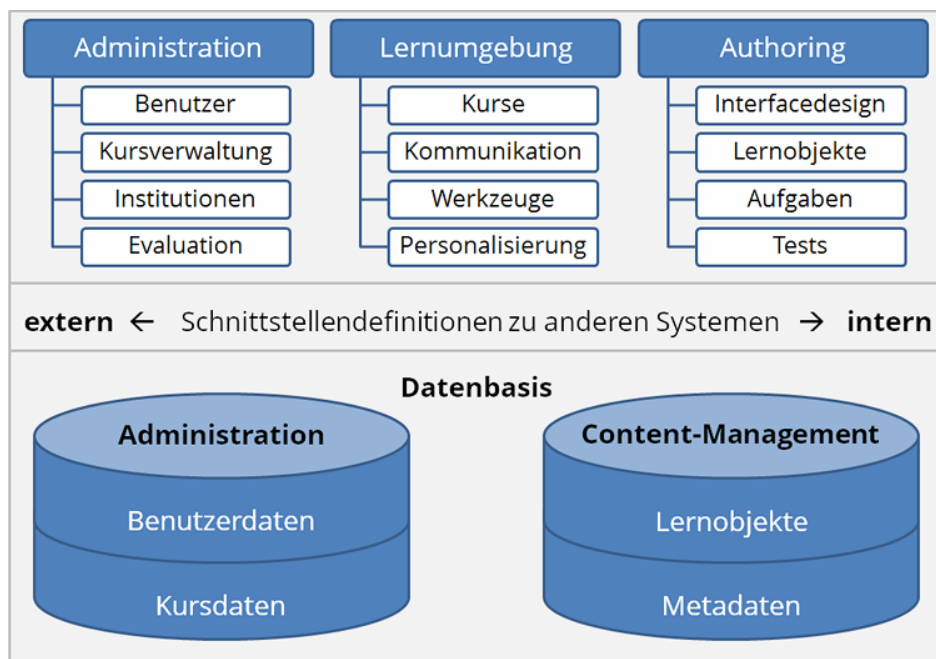 Administration
Benutzer
Kursverwaltung
Institutionen
Evaluation
Lernumgebung
Kurse
Kommunikation
Werkzeuge
Personalisierung
Authoring
Interfacedesign
Lernobjekte
Aufgaben
Tests
extern ← Schnittstellendefinitionen zu anderen Systemen → intern
Datenbasis
Administration
Benutzerdaten
Kursdaten
Content-Management
Lernobjekte
Metadaten